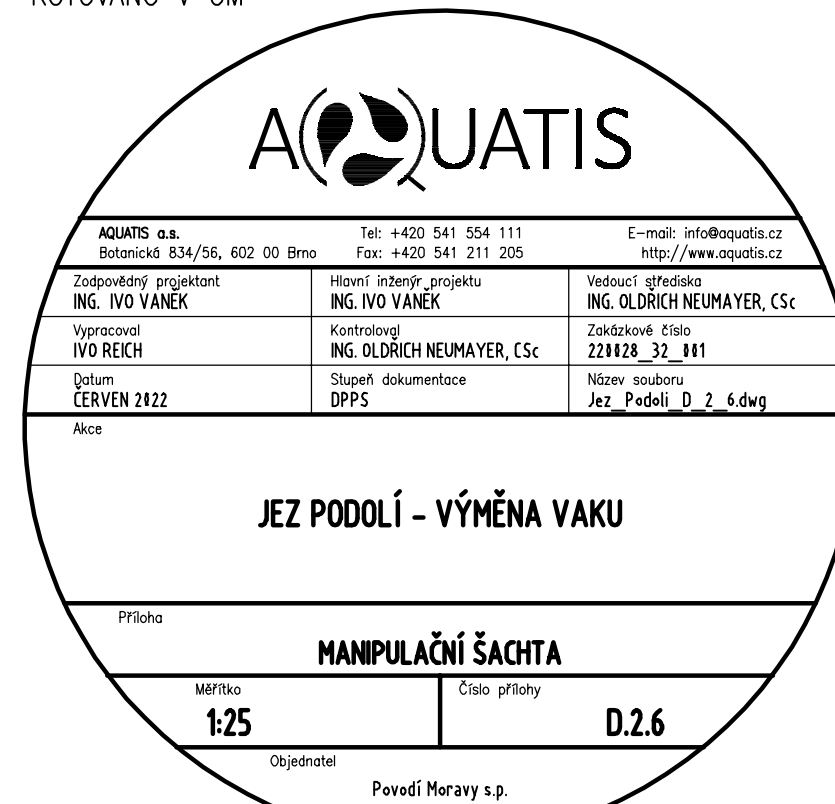 KÓTOVÁNO V CM
AQUATIS
AQUATIS a.s. Tel: +420 541 554 111 E-mail: info@aquatis.cz
Botanická 834/56, 602 00 Brno Fax: +420 541 211 205 http://www.aquatis.cz
Zodpovědný projektant Hlavní inženýr projektu Vedoucí střediska
ING. IVO VANĚK ING. IVO VANĚK ING. OLDŘICH NEUMAYER, CSc
Vypracoval Kontroloval Zakázkové číslo
IVO REICH ING. OLDŘICH NEUMAYER, CSc 220028_32_001
Datum Stupeň dokumentace Název souboru
ČERVEN 2022 DPPS Jez_Podoli_D_2_6.dwg
Akce
JEZ PODOLÍ - VÝMĚNA VAKU
Příloha
MANIPULAČNÍ ŠACHTA
Měřítko Číslo přílohy
1:25 D.2.6
Objednatel
Povodí Moravy s.p.